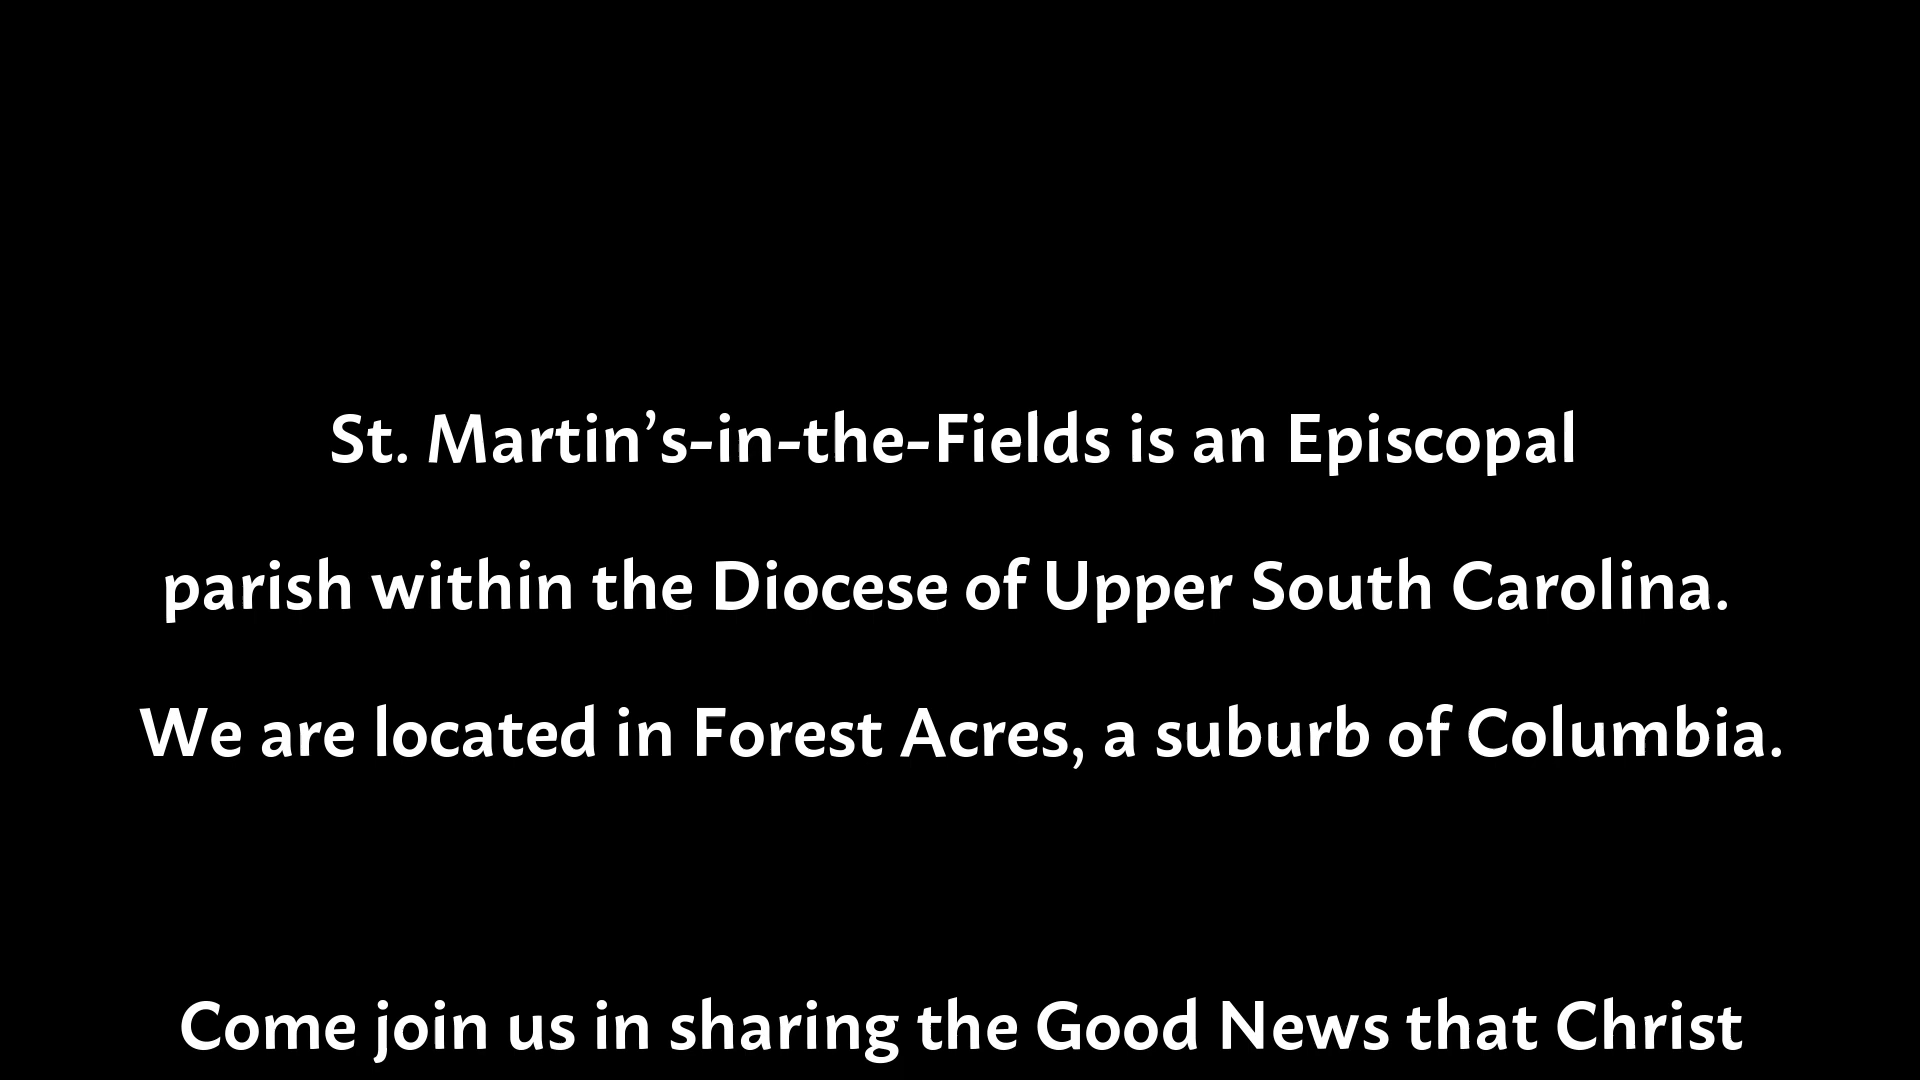 St. Martin’s-in-the-Fields is an Episcopal
parish within the Diocese of Upper South Carolina.
We are located in Forest Acres, a suburb of Columbia.
Come join us in sharing the Good News that Christ